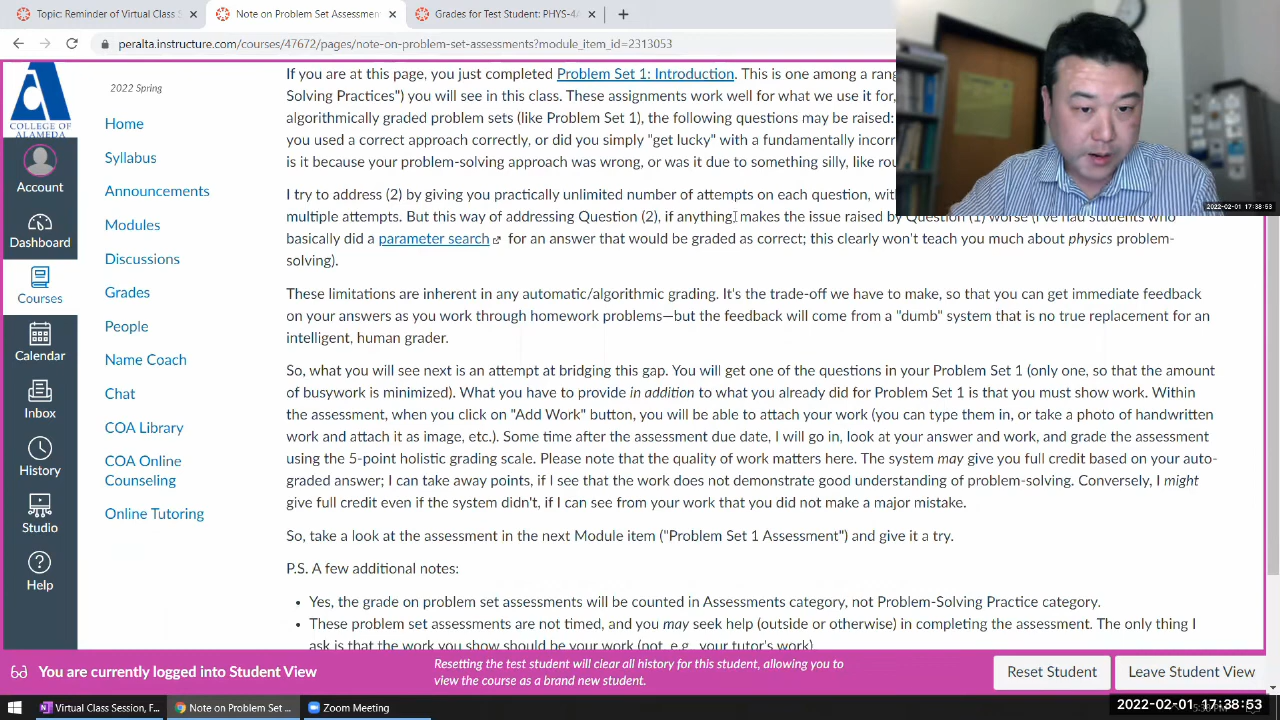 Topic: Reminder of Virtual Class S
Note on Problem Set Assessmen
Grades for Test Student: PHYS-4A
peralta.instructure.com/courses/47672/pages/note-on-problem-set-assessments?module_item_id=2313053
COLLEGE OF
ALAMEDA
Account
Dashboard
Courses
Calendar
Inbox
History
Studio
Help
2022 Spring
Home
Syllabus
Announcements
Modules
Discussions
Grades
People
Name Coach
Chat
COA Library
COA Online
Counseling
Online Tutoring
If you are at this page, you just completed Problem Set 1: Introduction. This is one among a rang
Solving Practices") you will see in this class. These assignments work well for what we use it for,
algorithmically graded problem sets (like Problem Set 1), the following questions may be raised:
you used a correct approach correctly, or did you simply "get lucky" with a fundamentally incorr
is it because your problem-solving approach was wrong, or was it due to something silly, like rou
I try to address (2) by giving you practically unlimited number of attempts on each question, wit
multiple attempts. But this way of addressing Question (2), if anything, makes the issue raised by Question (1) worse (I've had students who
basically did a parameter search for an answer that would be graded as correct; this clearly won't teach you much about physics problem-
solving).
These limitations are inherent in any automatic/algorithmic grading. It's the trade-off we have to make, so that you can get immediate feedback
on your answers as you work through homework problems—but the feedback will come from a "dumb" system that is no true replacement for an
intelligent, human grader.
So, what you will see next is an attempt at bridging this gap. You will get one of the questions in your Problem Set 1 (only one, so that the amount
of busywork is minimized). What you have to provide in addition to what you already did for Problem Set 1 is that you must show work. Within
the assessment, when you click on "Add Work" button, you will be able to attach your work (you can type them in, or take a photo of handwritten
work and attach it as image, etc.). Some time after the assessment due date, I will go in, look at your answer and work, and grade the assessment
using the 5-point holistic grading scale. Please note that the quality of work matters here. The system may give you full credit based on your auto-
graded answer; I can take away points, if I see that the work does not demonstrate good understanding of problem-solving. Conversely, I might
give full credit even if the system didn't, if I can see from your work that you did not make a major mistake.
So, take a look at the assessment in the next Module item ("Problem Set 1 Assessment") and give it a try.
P.S. A few additional notes:
• Yes, the grade on problem set assessments will be counted in Assessments category, not Problem-Solving Practice category.
• These problem set assessments are not timed, and you may seek help (outside or otherwise) in completing the assessment. The only thing I
ask is that the work you show should be your work (not, e.g., your tutor's work).
2022-02-01 17:38:53
You are currently logged into Student View
Resetting the test student will clear all history for this student, allowing you to
view the course as a brand new student.
Reset Student
Leave Student View
Virtual Class Session, F...
Note on Problem Set ...
Zoom Meeting
2022-02-01 17:38:53